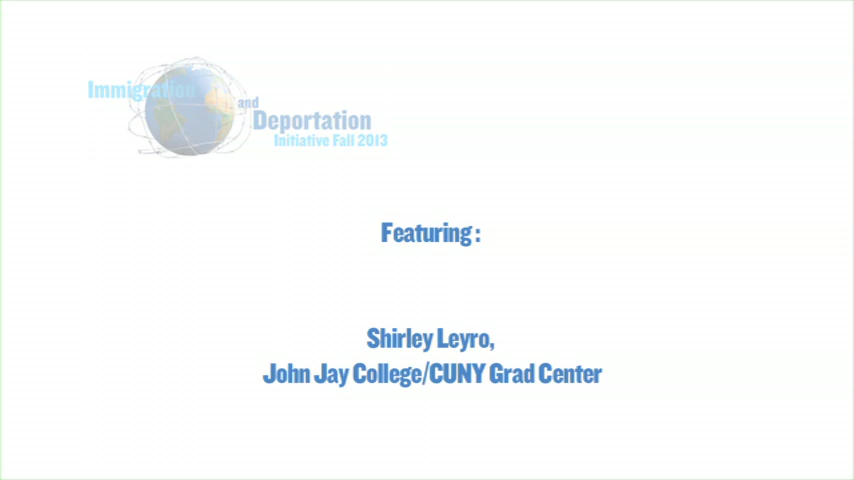 Immigration
and
Deportation
Initiative Fall 2013
Featuring :
Shirley Leyro,
John Jay College/CUNY Grad Center